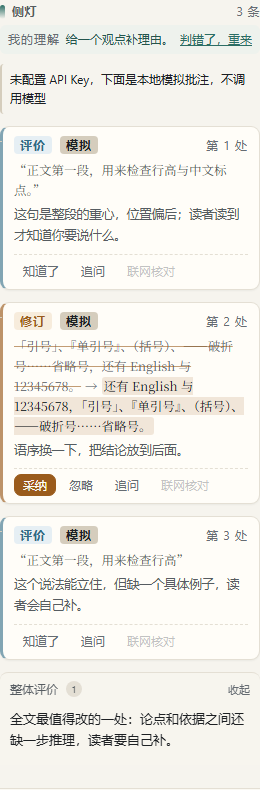 侧灯 3 条
我的理解 给一个观点补理由。 判错了，重来
未配置 API Key，下面是本地模拟批注，不调
用模型
评价 模拟 第 1 处
“正文第一段，用来检查行高与中文标
点。”
这句是整段的重心，位置偏后；读者读到
才知道你要说什么。
知道了 追问 联网核对
修订 模拟 第 2 处
「引号」、『单引号』、（括号）、——破折
号……省略号，还有 English 与
12345678。 → 还有 English 与
12345678，「引号」、『单引号』、（括号）、
——破折号……省略号。
语序换一下，把结论放到后面。
采纳 忽略 追问 联网核对
评价 模拟 第 3 处
“正文第一段，用来检查行高”
这个说法能立住，但缺一个具体例子，读
者会自己补。
知道了 追问 联网核对
整体评价 1 收起
全文最值得改的一处：论点和依据之间还
缺一步推理，读者要自己补。